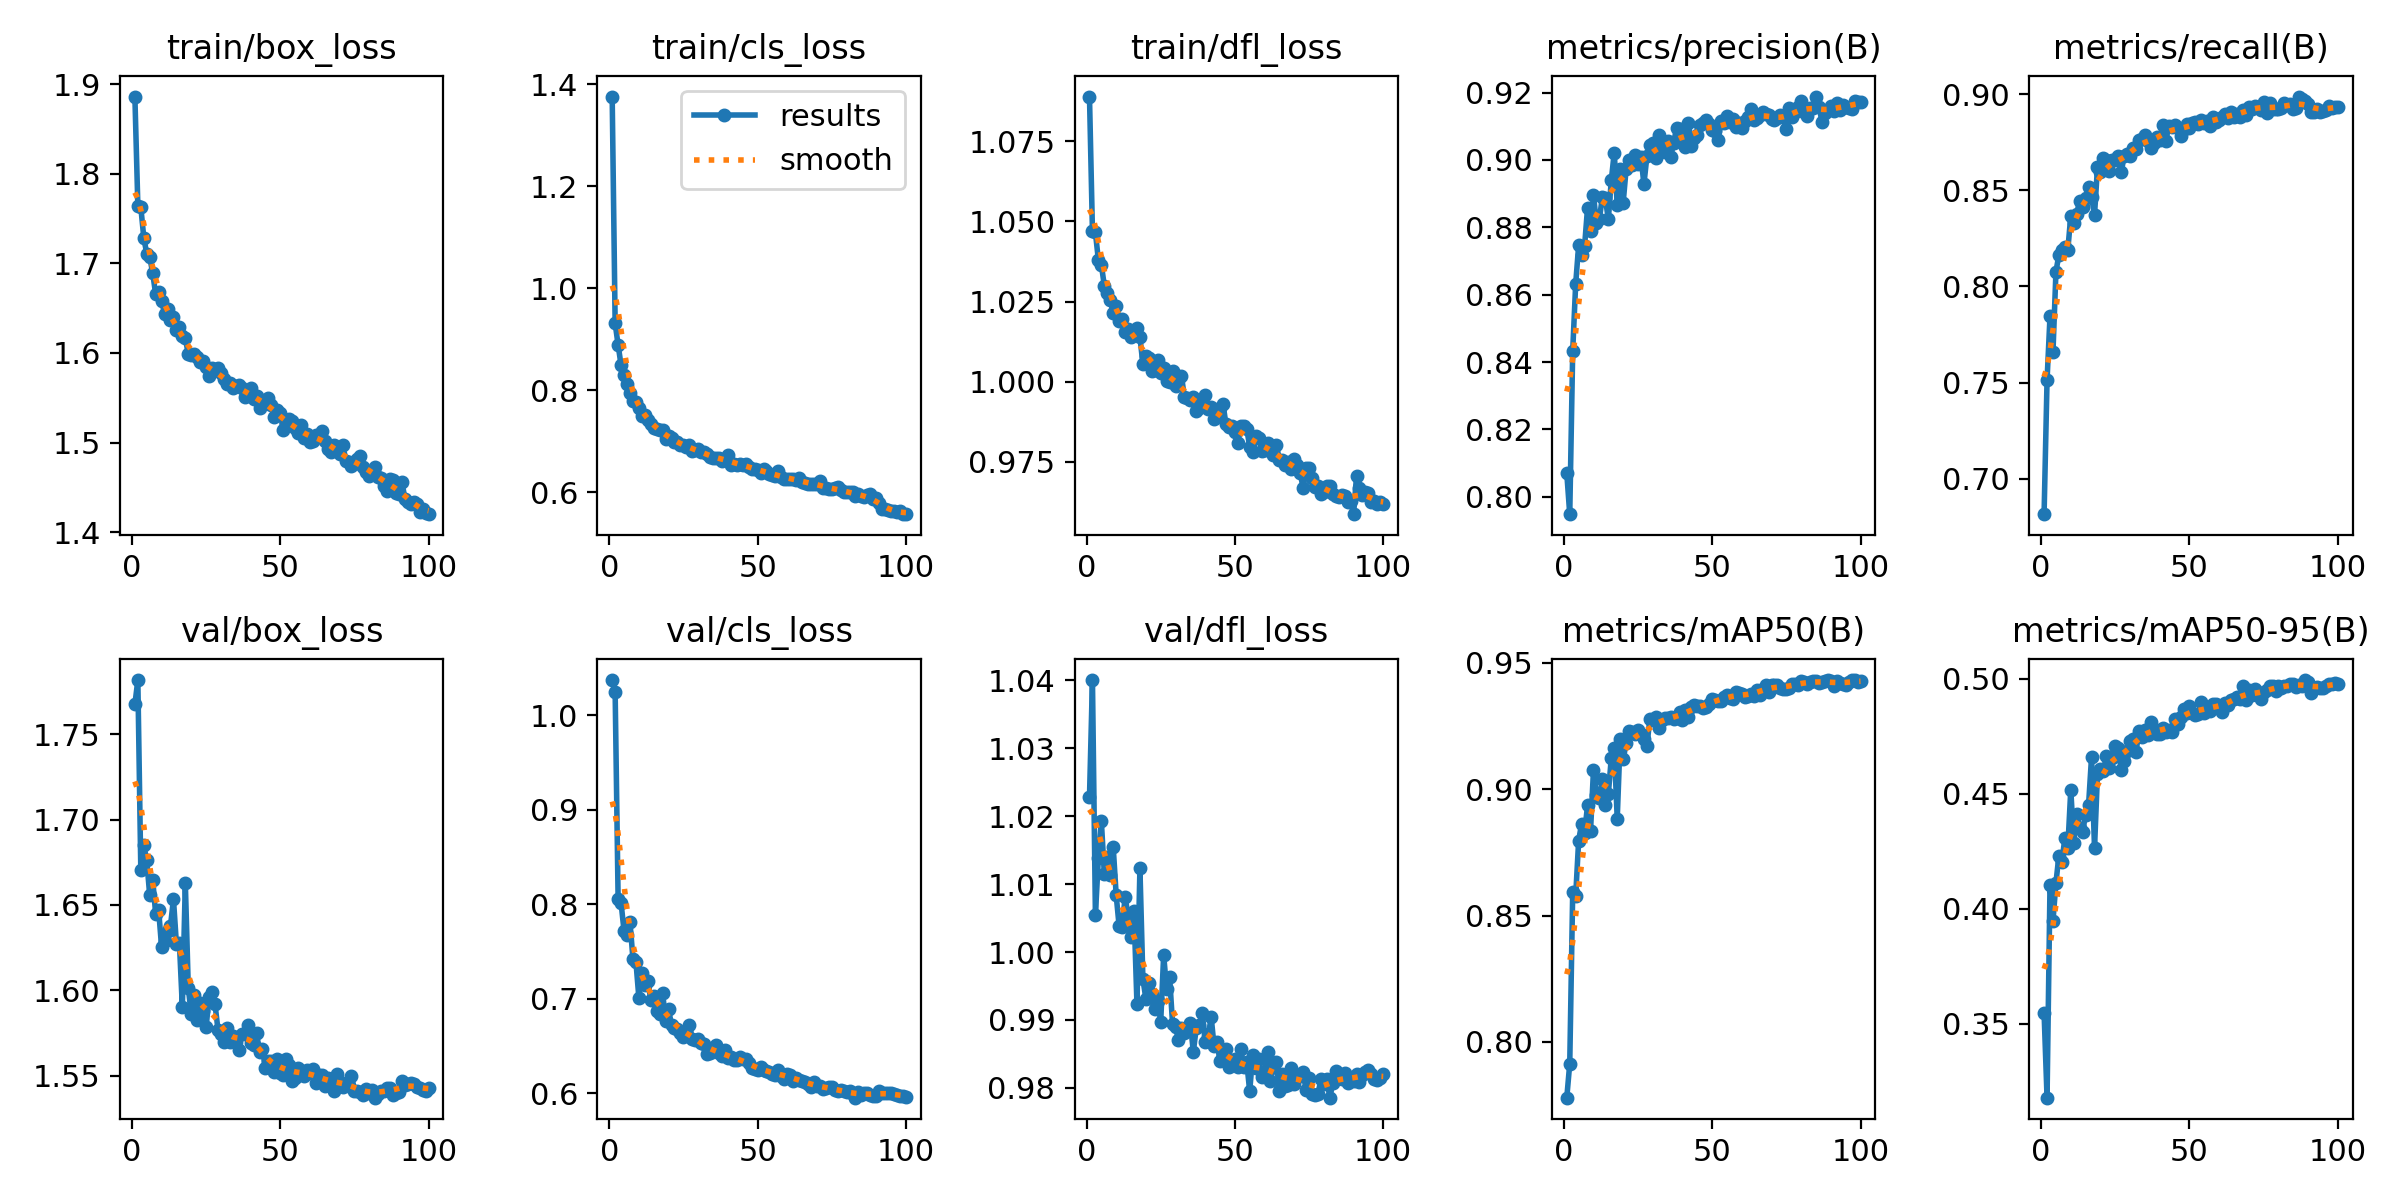 train/box_loss
1.9
1.8
1.7
1.6
1.5
1.4
0 50 100
train/cls_loss
1.4
1.2
1.0
0.8
0.6
results
smooth
0 50 100
train/dfl_loss
1.075
1.050
1.025
1.000
0.975
0 50 100
metrics/precision(B)
0.92
0.90
0.88
0.86
0.84
0.82
0.80
0 50 100
metrics/recall(B)
0.90
0.85
0.80
0.75
0.70
0 50 100
val/box_loss
1.75
1.70
1.65
1.60
1.55
0 50 100
val/cls_loss
1.0
0.9
0.8
0.7
0.6
0 50 100
val/dfl_loss
1.04
1.03
1.02
1.01
1.00
0.99
0.98
0 50 100
metrics/mAP50(B)
0.95
0.90
0.85
0.80
0 50 100
metrics/mAP50-95(B)
0.50
0.45
0.40
0.35
0 50 100